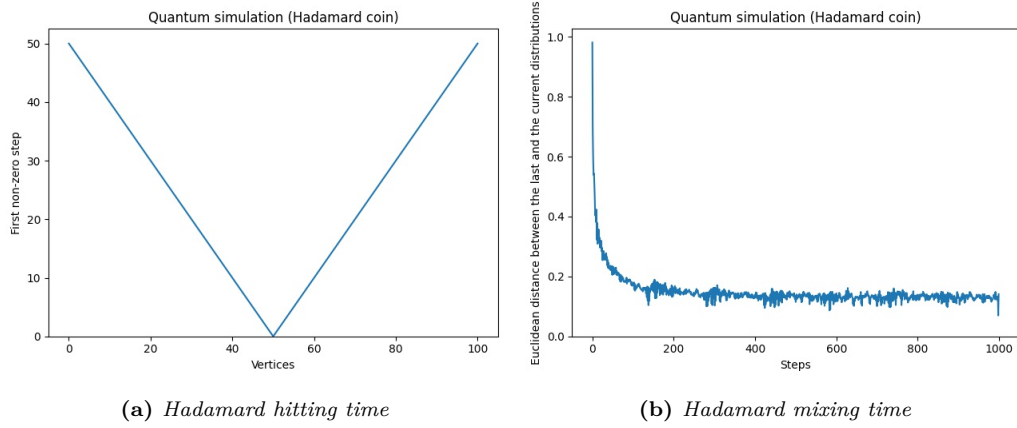 Quantum simulation (Hadamard coin)
50
40
30
20
10
0
First non-zero step
0 20 40 60 80 100
Vertices
(a) Hadamard hitting time
Quantum simulation (Hadamard coin)
1.0
0.8
0.6
0.4
0.2
0.0
Euclidean distance between the last and the current distributions
0 200 400 600 800 1000
Steps
(b) Hadamard mixing time